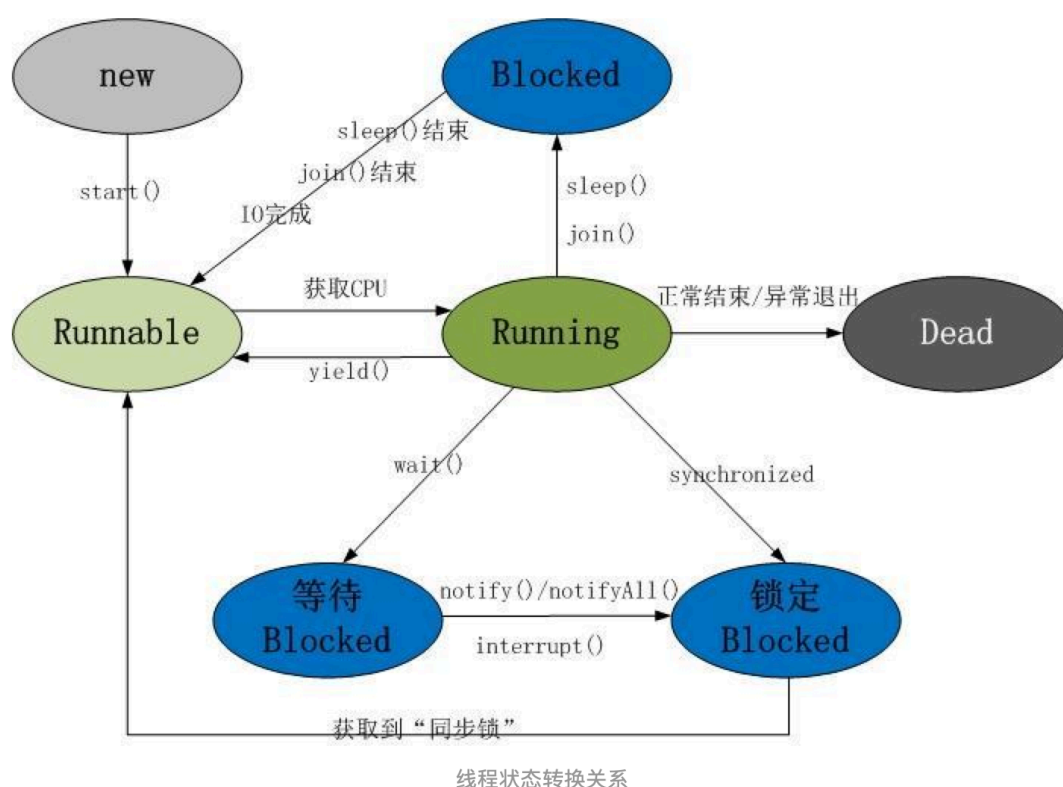 new
Blocked
sleep()结束
join()结束
IO完成
start()
sleep()
join()
获取CPU
正常结束/异常退出
Runnable
Running
Dead
yield()
wait()
synchronized
等待
Blocked
notify()/notifyAll()
interrupt()
锁定
Blocked
获取到“同步锁”
线程状态转换关系